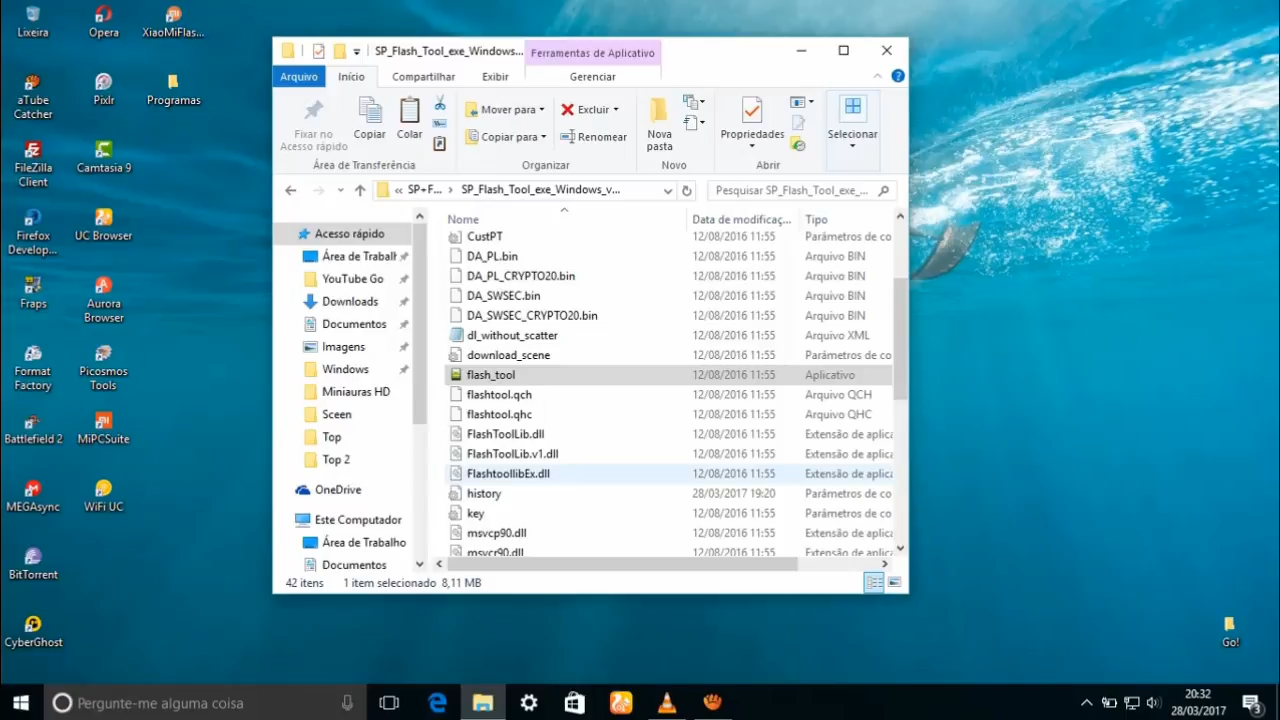 Lixeira
Opera
XiaoMiFlas...
aTube
Catcher
Pixlr
Programas
FileZilla
Client
Camtasia 9
Firefox
Develop...
UC Browser
Fraps
Aurora
Browser
Format
Factory
Picosmos
Tools
Battlefield 2
MiPCSuite
MEGAsync
WiFi UC
BitTorrent
CyberGhost
Go!
SP_Flash_Tool_exe_Windows...
Ferramentas de Aplicativo
Arquivo
Início
Compartilhar
Exibir
Gerenciar
Fixar no
Acesso rápido
Copiar
Colar
Área de Transferência
Mover para
Copiar para
Excluir
Renomear
Organizar
Nova
pasta
Novo
Propriedades
Abrir
Selecionar
« SP+F... › SP_Flash_Tool_exe_Windows_v...
Pesquisar SP_Flash_Tool_exe_...
Acesso rápido
Área de Trabalh
YouTube Go
Downloads
Documentos
Imagens
Windows
Miniauras HD
Sceen
Top
Top 2
OneDrive
Este Computador
Área de Trabalho
Documentos
Nome Data de modificaç... Tipo
CustPT 12/08/2016 11:55 Parâmetros de co
DA_PL.bin 12/08/2016 11:55 Arquivo BIN
DA_PL_CRYPTO20.bin 12/08/2016 11:55 Arquivo BIN
DA_SWSEC.bin 12/08/2016 11:55 Arquivo BIN
DA_SWSEC_CRYPTO20.bin 12/08/2016 11:55 Arquivo BIN
dl_without_scatter 12/08/2016 11:55 Arquivo XML
download_scene 12/08/2016 11:55 Parâmetros de co
flash_tool 12/08/2016 11:55 Aplicativo
flashtool.qch 12/08/2016 11:55 Arquivo QCH
flashtool.qhc 12/08/2016 11:55 Arquivo QHC
FlashToolLib.dll 12/08/2016 11:55 Extensão de aplica
FlashToolLib.v1.dll 12/08/2016 11:55 Extensão de aplica
FlashtoollibEx.dll 12/08/2016 11:55 Extensão de aplica
history 28/03/2017 19:20 Parâmetros de co
key 12/08/2016 11:55 Parâmetros de co
msvcp90.dll 12/08/2016 11:55 Extensão de aplica
msvcr90.dll 12/08/2016 11:55 Extensão de aplica
42 itens 1 item selecionado 8,11 MB
Pergunte-me alguma coisa
20:32
28/03/2017
3